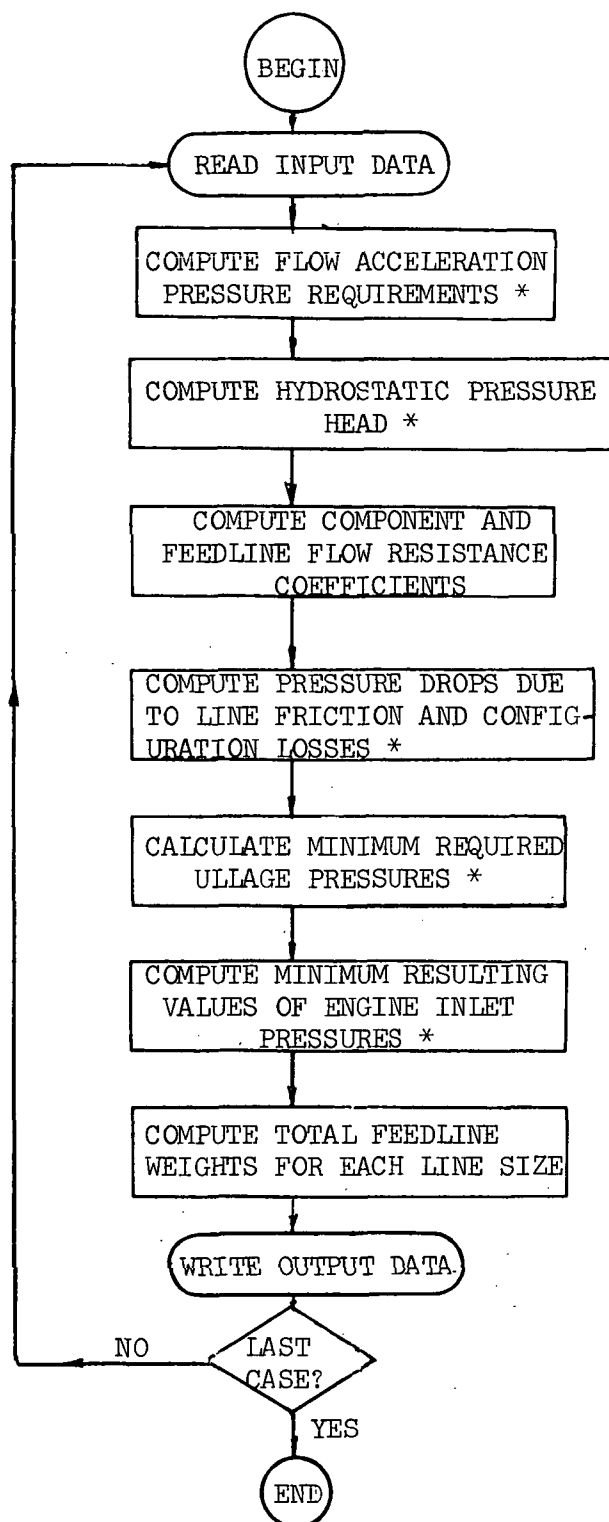 BEGIN
READ INPUT DATA
COMPUTE FLOW ACCELERATION
PRESSURE REQUIREMENTS *
COMPUTE HYDROSTATIC PRESSURE
HEAD *
COMPUTE COMPONENT AND
FEEDLINE FLOW RESISTANCE
COEFFICIENTS
COMPUTE PRESSURE DROPS DUE
TO LINE FRICTION AND CONFIG-
URATION LOSSES *
CALCULATE MINIMUM REQUIRED
ULLAGE PRESSURES *
COMPUTE MINIMUM RESULTING
VALUES OF ENGINE INLET
PRESSURES *
COMPUTE TOTAL FEEDLINE
WEIGHTS FOR EACH LINE SIZE
WRITE OUTPUT DATA
NO
LAST
CASE?
YES
END